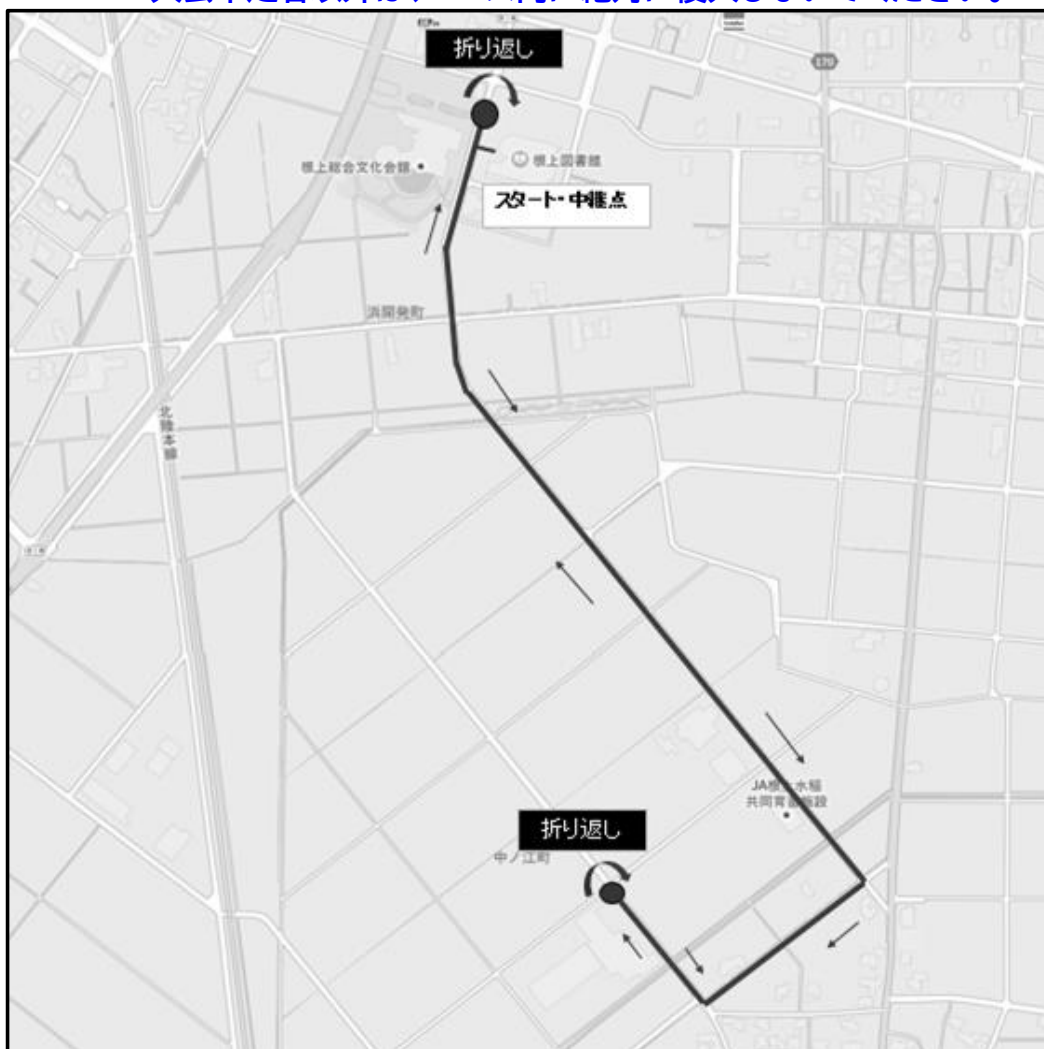 折り返し
179
根上総合文化会館
根上図書館
スタート・中継点
浜開発町
北陸本線
JA根上水稲
共同育苗施設
折り返し
中ノ江町